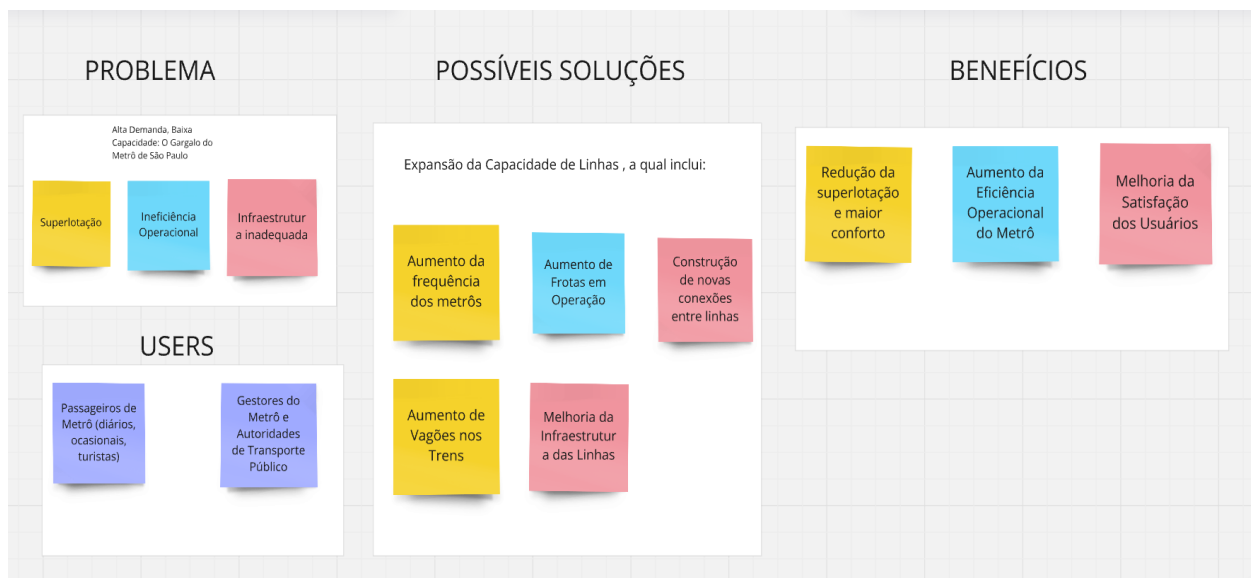 PROBLEMA
Alta Demanda, Baixa
Capacidade: O Gargalo do
Metrô de São Paulo
Superlotação
Ineficiência
Operacional
Infraestrutur
a inadequada
USERS
Passageiros de
Metrô (diários,
ocasionais,
turistas)
Gestores do
Metrô e
Autoridades
de Transporte
Público
POSSÍVEIS SOLUÇÕES
Expansão da Capacidade de Linhas , a qual inclui:
Aumento da
frequência
dos metrôs
Aumento de
Frotas em
Operação
Construção
de novas
conexões
entre linhas
Aumento de
Vagões nos
Trens
Melhoria da
Infraestrutur
a das Linhas
BENEFÍCIOS
Redução da
superlotação
e maior
conforto
Aumento da
Eficiência
Operacional
do Metrô
Melhoria da
Satisfação
dos Usuários